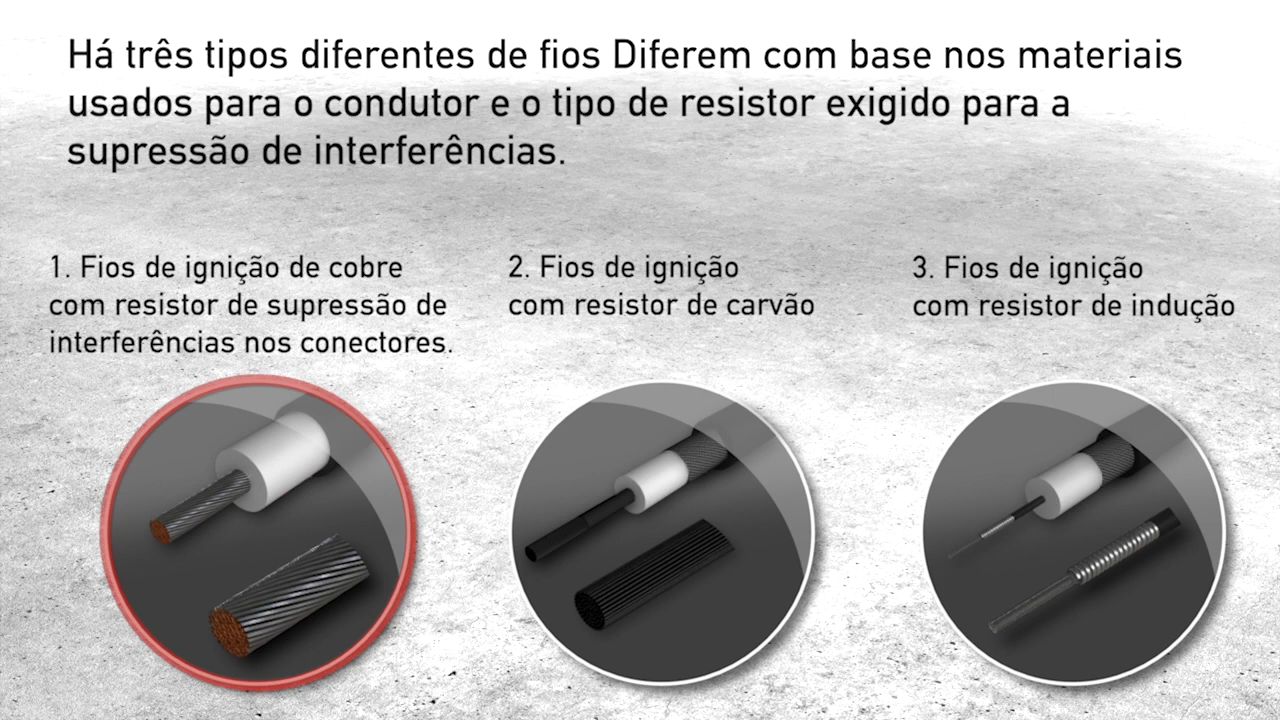 Há três tipos diferentes de fios Diferem com base nos materiais
usados para o condutor e o tipo de resistor exigido para a
supressão de interferências.
1. Fios de ignição de cobre
com resistor de supressão de
interferências nos conectores.
2. Fios de ignição
com resistor de carvão
3. Fios de ignição
com resistor de indução